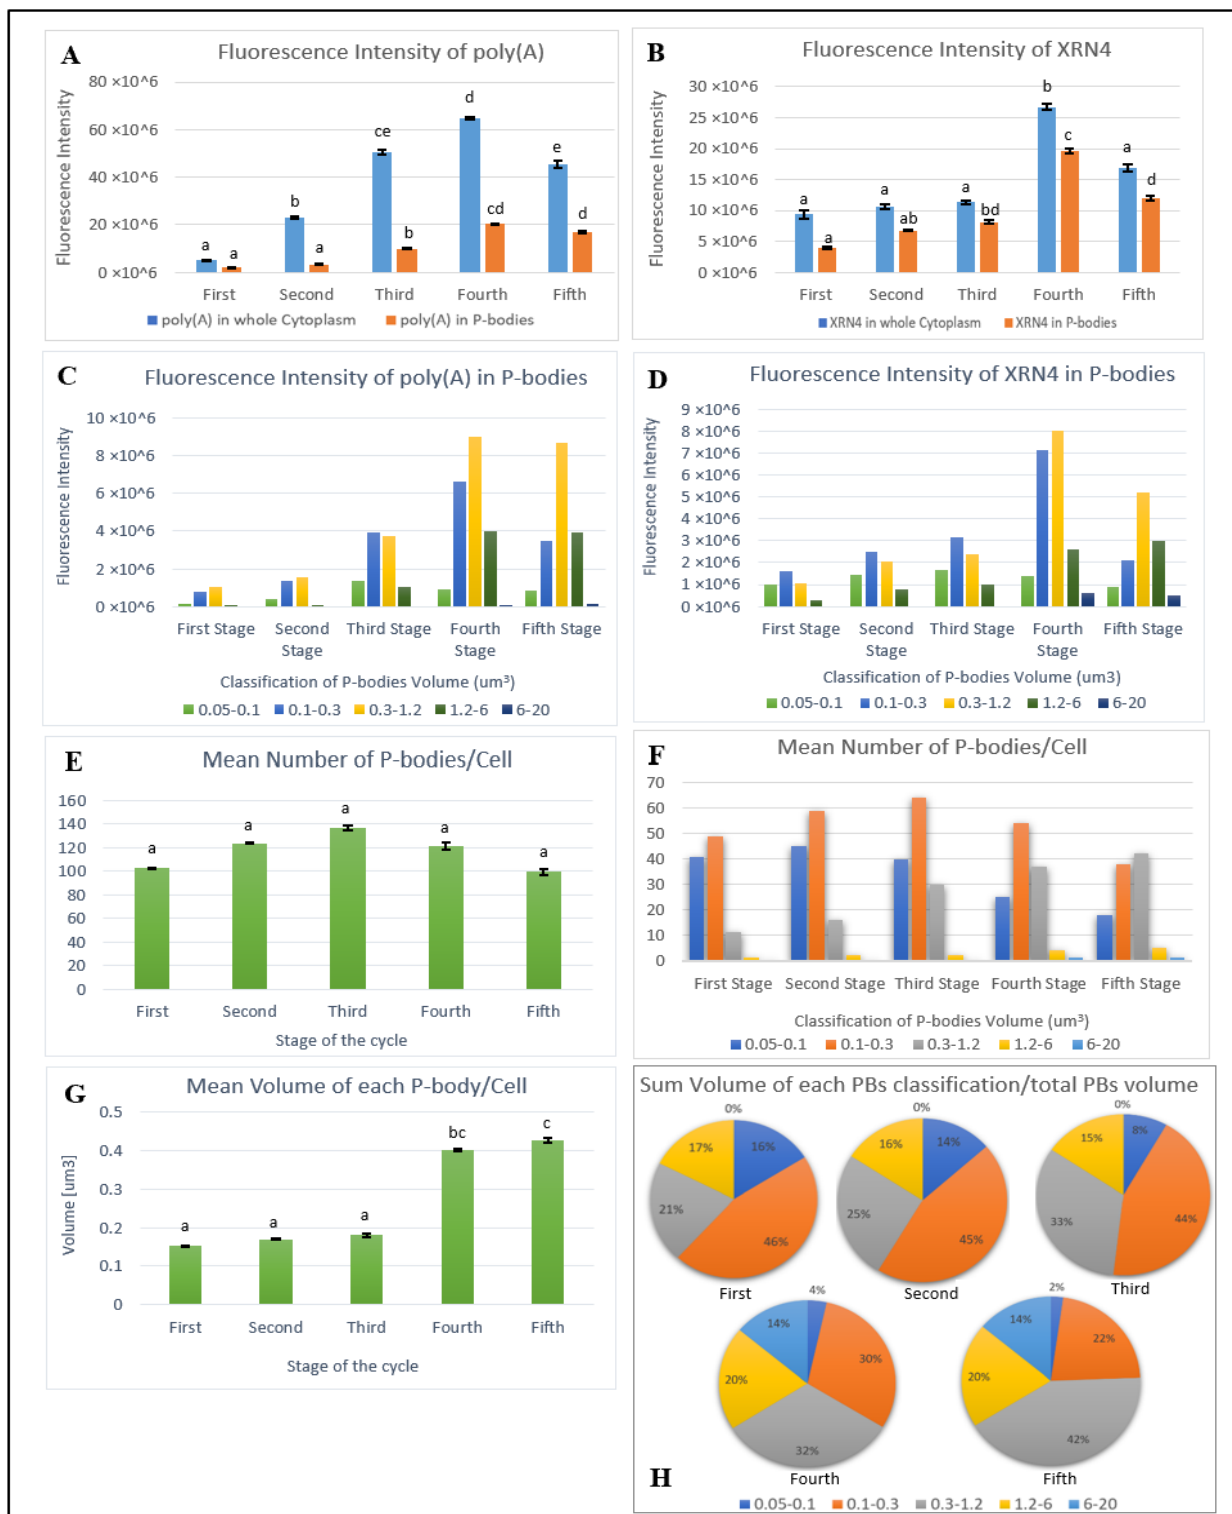 A
Fluorescence Intensity of poly(A)
Fluorescence Intensity
80 ×10^6
60 ×10^6
40 ×10^6
20 ×10^6
0 ×10^6
a a b a ce b d cd e d
First Second Third Fourth Fifth
poly(A) in whole Cytoplasm poly(A) in P-bodies
B
Fluorescence Intensity of XRN4
Fluorescence Intensity
30 ×10^6
25 ×10^6
20 ×10^6
15 ×10^6
10 ×10^6
5 ×10^6
0 ×10^6
a a a ab a bd b c a d
First Second Third Fourth Fifth
XRN4 in whole Cytoplasm XRN4 in P-bodies
C
Fluorescence Intensity of poly(A) in P-bodies
Fluorescence Intensity
10 ×10^6
8 ×10^6
6 ×10^6
4 ×10^6
2 ×10^6
0 ×10^6
First Stage Second Stage Third Stage Fourth Stage Fifth Stage
Classification of P-bodies Volume (um³)
0.05-0.1 0.1-0.3 0.3-1.2 1.2-6 6-20
D
Fluorescence Intensity of XRN4 in P-bodies
Fluorescence Intensity
9 ×10^6
8 ×10^6
7 ×10^6
6 ×10^6
5 ×10^6
4 ×10^6
3 ×10^6
2 ×10^6
1 ×10^6
0 ×10^6
First Stage Second Stage Third Stage Fourth Stage Fifth Stage
Classification of P-bodies Volume (um3)
0.05-0.1 0.1-0.3 0.3-1.2 1.2-6 6-20
E
Mean Number of P-bodies/Cell
160
140
120
100
80
60
40
20
0
a a a a a
First Second Third Fourth Fifth
Stage of the cycle
F
Mean Number of P-bodies/Cell
70
60
50
40
30
20
10
0
First Stage Second Stage Third Stage Fourth Stage Fifth Stage
Classification of P-bodies Volume (um³)
0.05-0.1 0.1-0.3 0.3-1.2 1.2-6 6-20
G
Mean Volume of each P-body/Cell
Volume [um3]
0.5
0.4
0.3
0.2
0.1
0
a a a bc c
First Second Third Fourth Fifth
Stage of the cycle
Sum Volume of each PBs classification/total PBs volume
0%
16%
46%
21%
17%
First
0%
14%
45%
25%
16%
Second
0%
8%
44%
33%
15%
Third
4%
30%
32%
20%
14%
Fourth
2%
22%
42%
20%
14%
Fifth
H
0.05-0.1 0.1-0.3 0.3-1.2 1.2-6 6-20